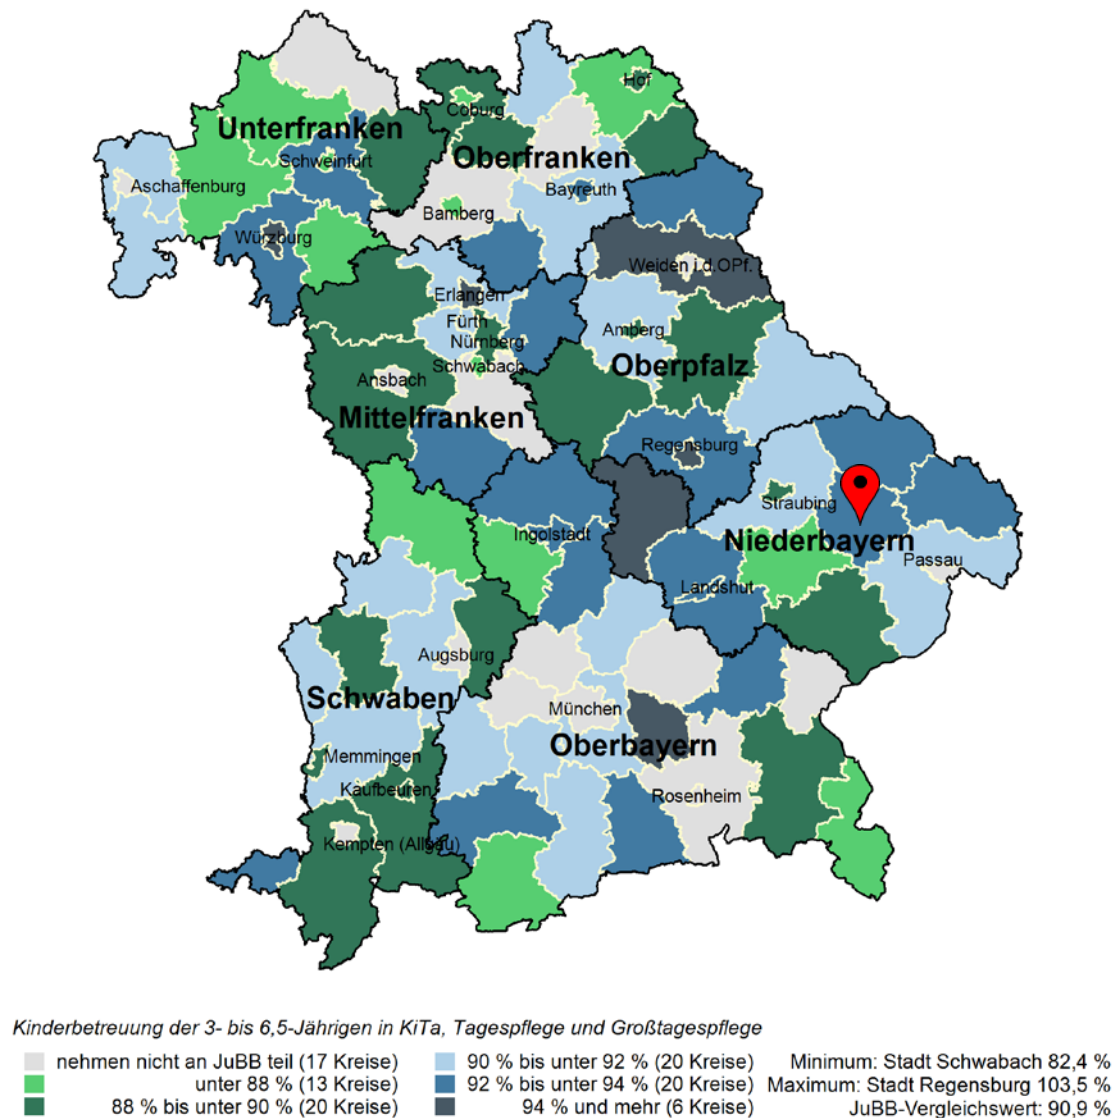 Hof
Coburg
Unterfranken
Oberfranken
Schweinfurt
Aschaffenburg
Bayreuth
Bamberg
Würzburg
Weiden i.d.OPf.
Erlangen
Fürth
Amberg
Nürnberg
Schwabach
Oberpfalz
Ansbach
Mittelfranken
Regensburg
Straubing
Ingolstadt
Niederbayern
Passau
Landshut
Augsburg
Schwaben
München
Oberbayern
Memmingen
Kaufbeuren
Rosenheim
Kempten (Allgäu)
Kinderbetreuung der 3- bis 6,5-Jährigen in KiTa, Tagespflege und Großtagespflege
nehmen nicht an JuBB teil (17 Kreise) 90 % bis unter 92 % (20 Kreise) Minimum: Stadt Schwabach 82,4 %
unter 88 % (13 Kreise) 92 % bis unter 94 % (20 Kreise) Maximum: Stadt Regensburg 103,5 %
88 % bis unter 90 % (20 Kreise) 94 % und mehr (6 Kreise) JuBB-Vergleichswert: 90,9 %